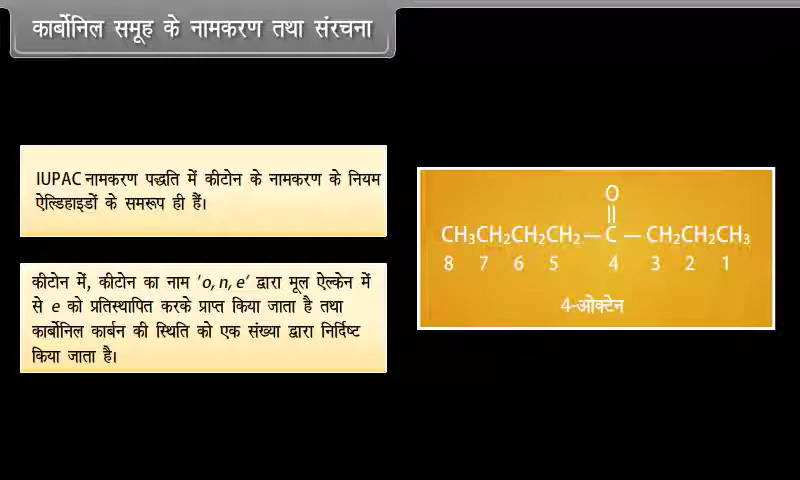 कार्बोनिल समूह के नामकरण तथा संरचना
IUPAC नामकरण पद्धति में कीटोन के नामकरण के नियम
ऐल्डिहाइडों के समरूप ही हैं।
कीटोन में, कीटोन का नाम 'o, n, e' द्वारा मूल ऐल्केन में
से e को प्रतिस्थापित करके प्राप्त किया जाता है तथा
कार्बोनिल कार्बन की स्थिति को एक संख्या द्वारा निर्दिष्ट
किया जाता है।
O
||
CH₃CH₂CH₂CH₂ — C — CH₂CH₂CH₃
8 7 6 5 4 3 2 1
4-ओक्टेन